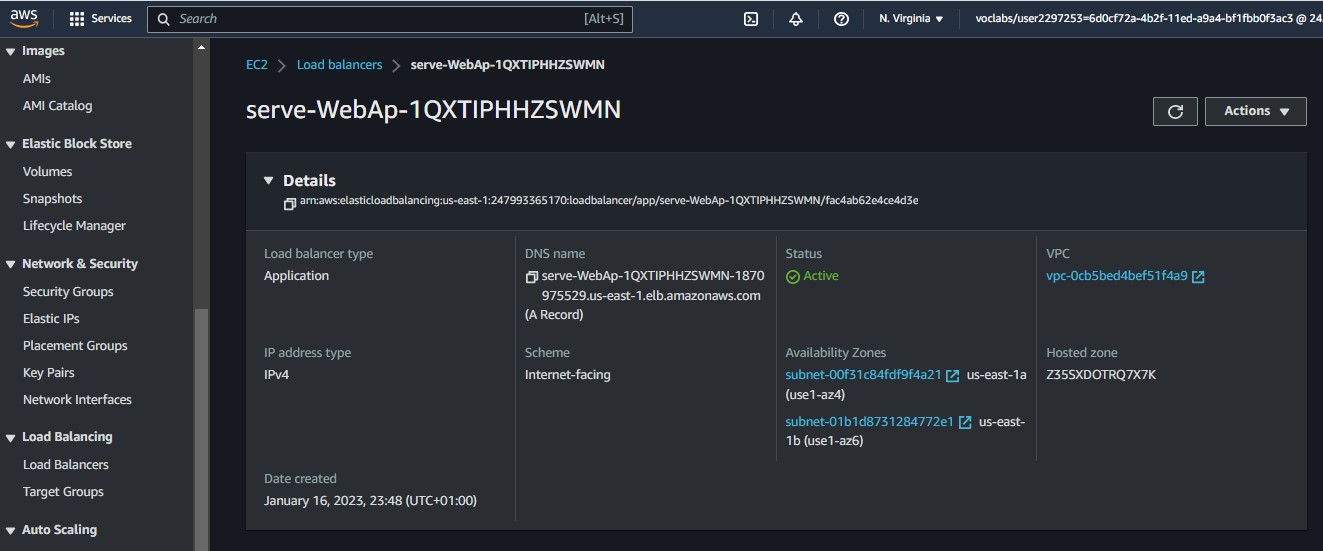 aws
Services
Search
[Alt+S]
N. Virginia
voclabs/user2297253=6d0cf72a-4b2f-11ed-a9a4-bf1fbb0f3ac3 @ 24
Images
AMIs
AMI Catalog
Elastic Block Store
Volumes
Snapshots
Lifecycle Manager
Network & Security
Security Groups
Elastic IPs
Placement Groups
Key Pairs
Network Interfaces
Load Balancing
Load Balancers
Target Groups
Auto Scaling
EC2
Load balancers
serve-WebAp-1QXTIPHHZSWMN
serve-WebAp-1QXTIPHHZSWMN
Actions
Details
arn:aws:elasticloadbalancing:us-east-1:247993365170:loadbalancer/app/serve-WebAp-1QXTIPHHZSWMN/fac4ab62e4ce4d3e
Load balancer type
Application
DNS name
serve-WebAp-1QXTIPHHZSWMN-1870
975529.us-east-1.elb.amazonaws.com
(A Record)
Status
Active
VPC
vpc-0cb5bed4bef51f4a9
IP address type
IPv4
Scheme
Internet-facing
Availability Zones
subnet-00f31c84fdf9f4a21 us-east-1a
(use1-az4)
subnet-01b1d8731284772e1 us-east-
1b (use1-az6)
Hosted zone
Z35SXDOTRQ7X7K
Date created
January 16, 2023, 23:48 (UTC+01:00)